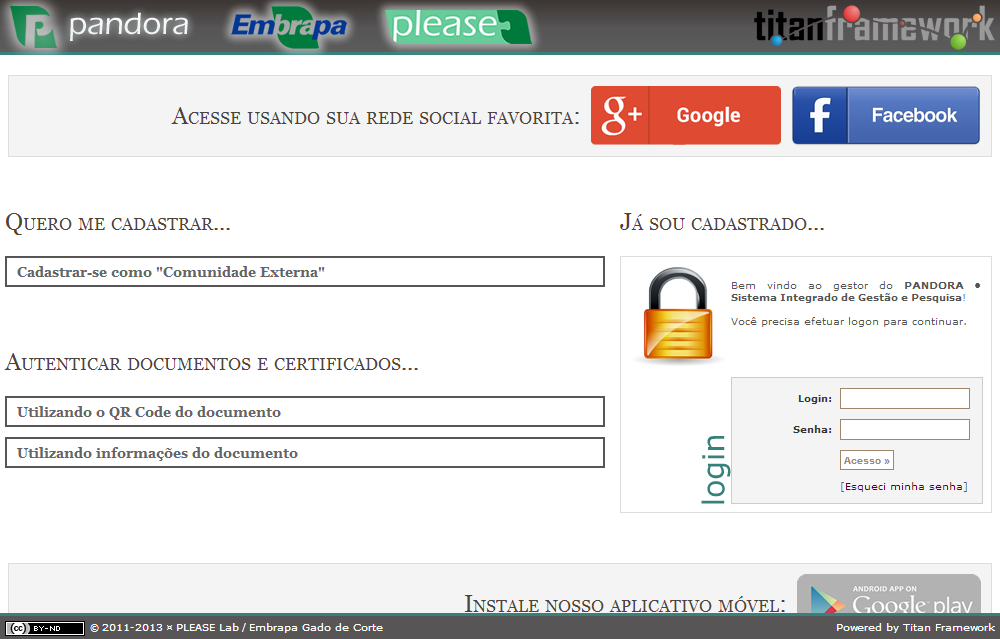 pandora Embrapa please titanframework
Acesse usando sua rede social favorita: g+ Google f Facebook
Quero me cadastrar...
Cadastrar-se como "Comunidade Externa"
Autenticar documentos e certificados...
Utilizando o QR Code do documento
Utilizando informações do documento
Já sou cadastrado...
Bem vindo ao gestor do PANDORA •
Sistema Integrado de Gestão e Pesquisa!
Você precisa efetuar logon para continuar.
login
Login:
Senha:
Acesso »
[Esqueci minha senha]
Instale nosso aplicativo móvel:
ANDROID APP ON
Google play
(cc) BY-ND © 2011-2013 ¤ PLEASE Lab / Embrapa Gado de Corte
Powered by Titan Framework